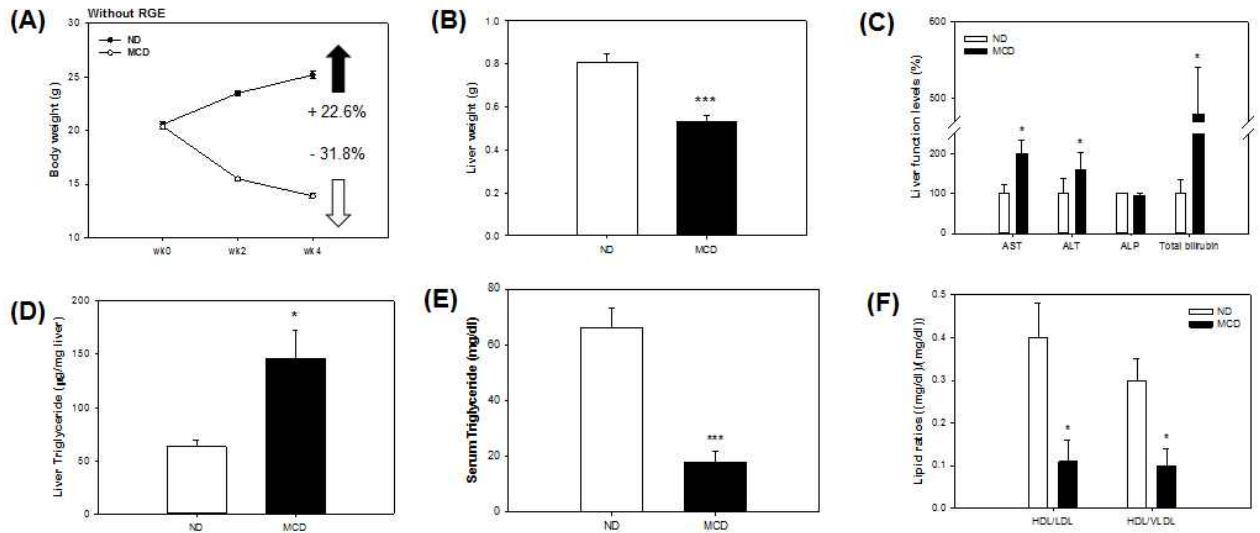 (A)
Without RGE
ND
MCD
Body weight (g)
30
25
20
15
10
+ 22.6%
- 31.8%
wk0
wk2
wk4
(B)
Liver weight (g)
1.0
0.8
0.6
0.4
0.2
0.0
***
ND
MCD
(C)
Liver function levels (%)
600
500
200
100
0
ND
MCD
*
*
*
AST
ALT
ALP
Total bilirubin
(D)
Liver Triglyceride (μg/mg liver)
200
150
100
50
0
*
ND
MCD
(E)
Serum Triglyceride (mg/dl)
80
60
40
20
0
***
ND
MCD
(F)
Lipid ratios ((mg/dl)/(mg/dl))
0.5
0.4
0.3
0.2
0.1
0.0
ND
MCD
*
*
HDL/LDL
HDL/VLDL